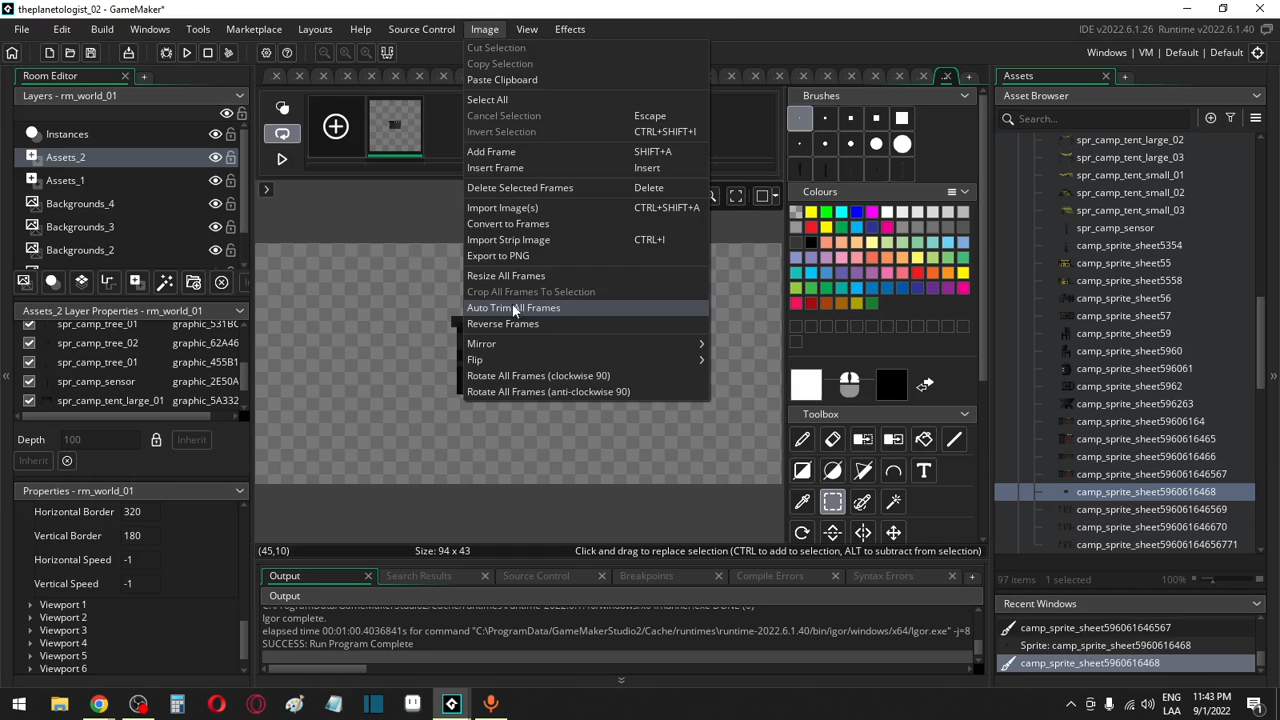 theplanetologist_02 - GameMaker*
File Edit Build Windows Tools Marketplace Layouts Help Source Control Image View Effects
IDE v2022.6.1.26 Runtime v2022.6.1.40
Windows | VM | Default | Default
Room Editor
Layers - rm_world_01
Instances
Assets_2
Assets_1
Backgrounds_4
Backgrounds_3
Backgrounds_2
Assets_2 Layer Properties - rm_world_01
spr_camp_tree_01 graphic_531BC
spr_camp_tree_02 graphic_62A46
spr_camp_tree_01 graphic_455B1
spr_camp_sensor graphic_2E50A
spr_camp_tent_large_01 graphic_5A332
Depth 100 Inherit
Inherit
Properties - rm_world_01
Horizontal Border 320
Vertical Border 180
Horizontal Speed -1
Vertical Speed -1
Viewport 1
Viewport 2
Viewport 3
Viewport 4
Viewport 5
Viewport 6
Cut Selection
Copy Selection
Paste Clipboard
Select All
Cancel Selection Escape
Invert Selection CTRL+SHIFT+I
Add Frame SHIFT+A
Insert Frame Insert
Delete Selected Frames Delete
Import Image(s) CTRL+SHIFT+A
Convert to Frames
Import Strip Image CTRL+I
Export to PNG
Resize All Frames
Crop All Frames To Selection
Auto Trim All Frames
Reverse Frames
Mirror
Flip
Rotate All Frames (clockwise 90)
Rotate All Frames (anti-clockwise 90)
(45,10) Size: 94 x 43 Click and drag to replace selection (CTRL to add to selection, ALT to subtract from selection)
Output Search Results Source Control Breakpoints Compile Errors Syntax Errors
Output
Igor complete.
elapsed time 00:01:00.4036841s for command "C:\ProgramData/GameMakerStudio2/Cache/runtimes\runtime-2022.6.1.40/bin/igor/windows/x64/Igor.exe" -j=8
SUCCESS: Run Program Complete
Brushes
Colours
Toolbox
Assets
Asset Browser
Search...
spr_camp_tent_large_02
spr_camp_tent_large_03
spr_camp_tent_small_01
spr_camp_tent_small_02
spr_camp_tent_small_03
spr_camp_sensor
camp_sprite_sheet5354
camp_sprite_sheet55
camp_sprite_sheet5558
camp_sprite_sheet56
camp_sprite_sheet57
camp_sprite_sheet59
camp_sprite_sheet5960
camp_sprite_sheet596061
camp_sprite_sheet5962
camp_sprite_sheet596263
camp_sprite_sheet59606164
camp_sprite_sheet5960616465
camp_sprite_sheet5960616466
camp_sprite_sheet596061646567
camp_sprite_sheet5960616468
camp_sprite_sheet596061646569
camp_sprite_sheet596061646670
camp_sprite_sheet59606164656771
97 items 1 selected 100%
Recent Windows
camp_sprite_sheet596061646567
Sprite: camp_sprite_sheet5960616468
camp_sprite_sheet5960616468
ENG
LAA
11:43 PM
9/1/2022
1